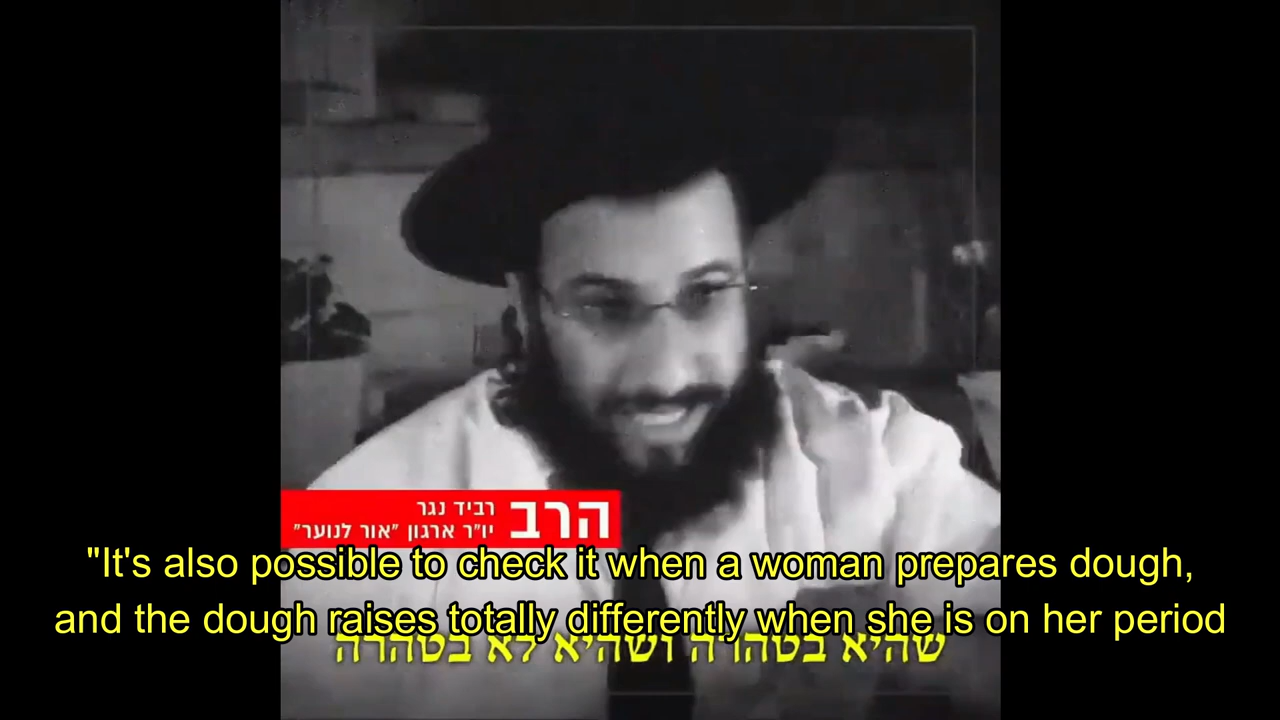 הרב
רביד נגר
יו"ר ארגון "אור לנוער"
"It's also possible to check it when a woman prepares dough,
and the dough raises totally differently when she is on her period
שהיא בטהרה ושהיא לא בטהרה